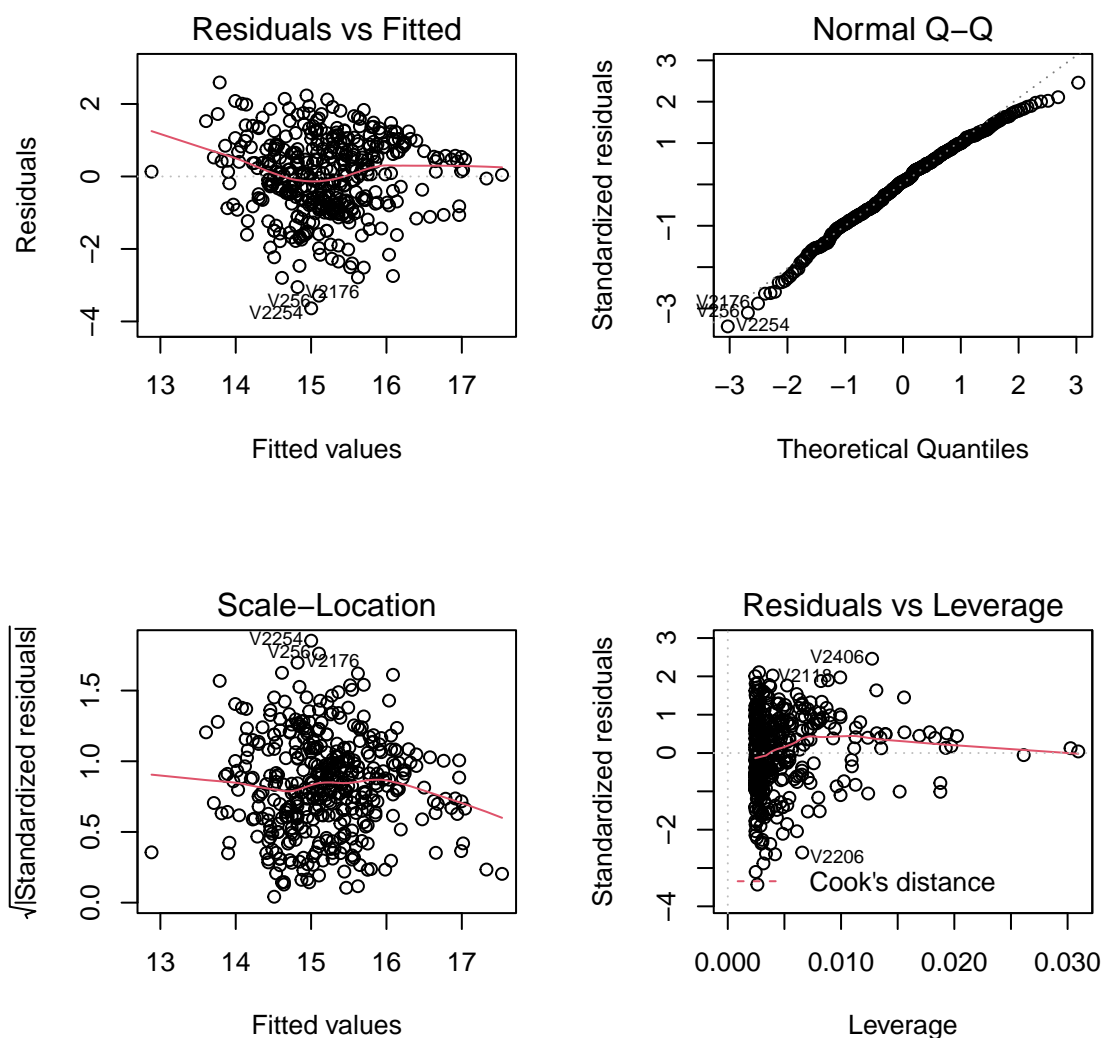 Residuals vs Fitted
Residuals
2
0
−2
−4
V2176
V256
V2254
13 14 15 16 17
Fitted values
Normal Q−Q
Standardized residuals
3
2
1
−1
−3
V2176
V256
V2254
−3 −2 −1 0 1 2 3
Theoretical Quantiles
Scale−Location
√|Standardized residuals|
1.5
1.0
0.5
0.0
V2254
V256
V2176
13 14 15 16 17
Fitted values
Residuals vs Leverage
Standardized residuals
3
2
1
0
−2
−4
V2406
V2118
V2206
Cook's distance
0.000 0.010 0.020 0.030
Leverage